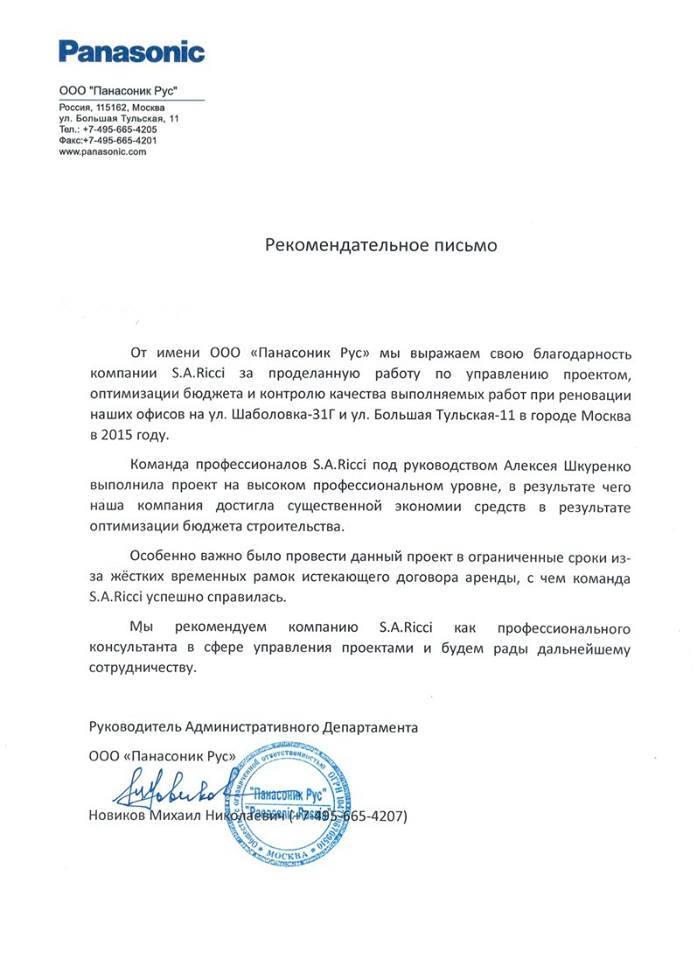 Panasonic
ООО "Панасоник Рус"
Россия, 115162, Москва
ул. Большая Тульская, 11
Тел.: +7-495-665-4205
Факс:+7-495-665-4201
www.panasonic.com
Рекомендательное письмо
От имени ООО «Панасоник Рус» мы выражаем свою благодарность
компании S.A.Ricci за проделанную работу по управлению проектом,
оптимизации бюджета и контролю качества выполняемых работ при реновации
наших офисов на ул. Шаболовка-31Г и ул. Большая Тульская-11 в городе Москва
в 2015 году.
Команда профессионалов S.A.Ricci под руководством Алексея Шкуренко
выполнила проект на высоком профессиональном уровне, в результате чего
наша компания достигла существенной экономии средств в результате
оптимизации бюджета строительства.
Особенно важно было провести данный проект в ограниченные сроки из-
за жёстких временных рамок истекающего договора аренды, с чем команда
S.A.Ricci успешно справилась.
Мы рекомендуем компанию S.A.Ricci как профессионального
консультанта в сфере управления проектами и будем рады дальнейшему
сотрудничеству.
Руководитель Административного Департамента
ООО «Панасоник Рус»
Новиков Михаил Николаевич (+7-495-665-4207)
Общество с ограниченной ответственностью
ОГРН
"Панасоник Рус"
"Panasonic Russia"
* МОСКВА *